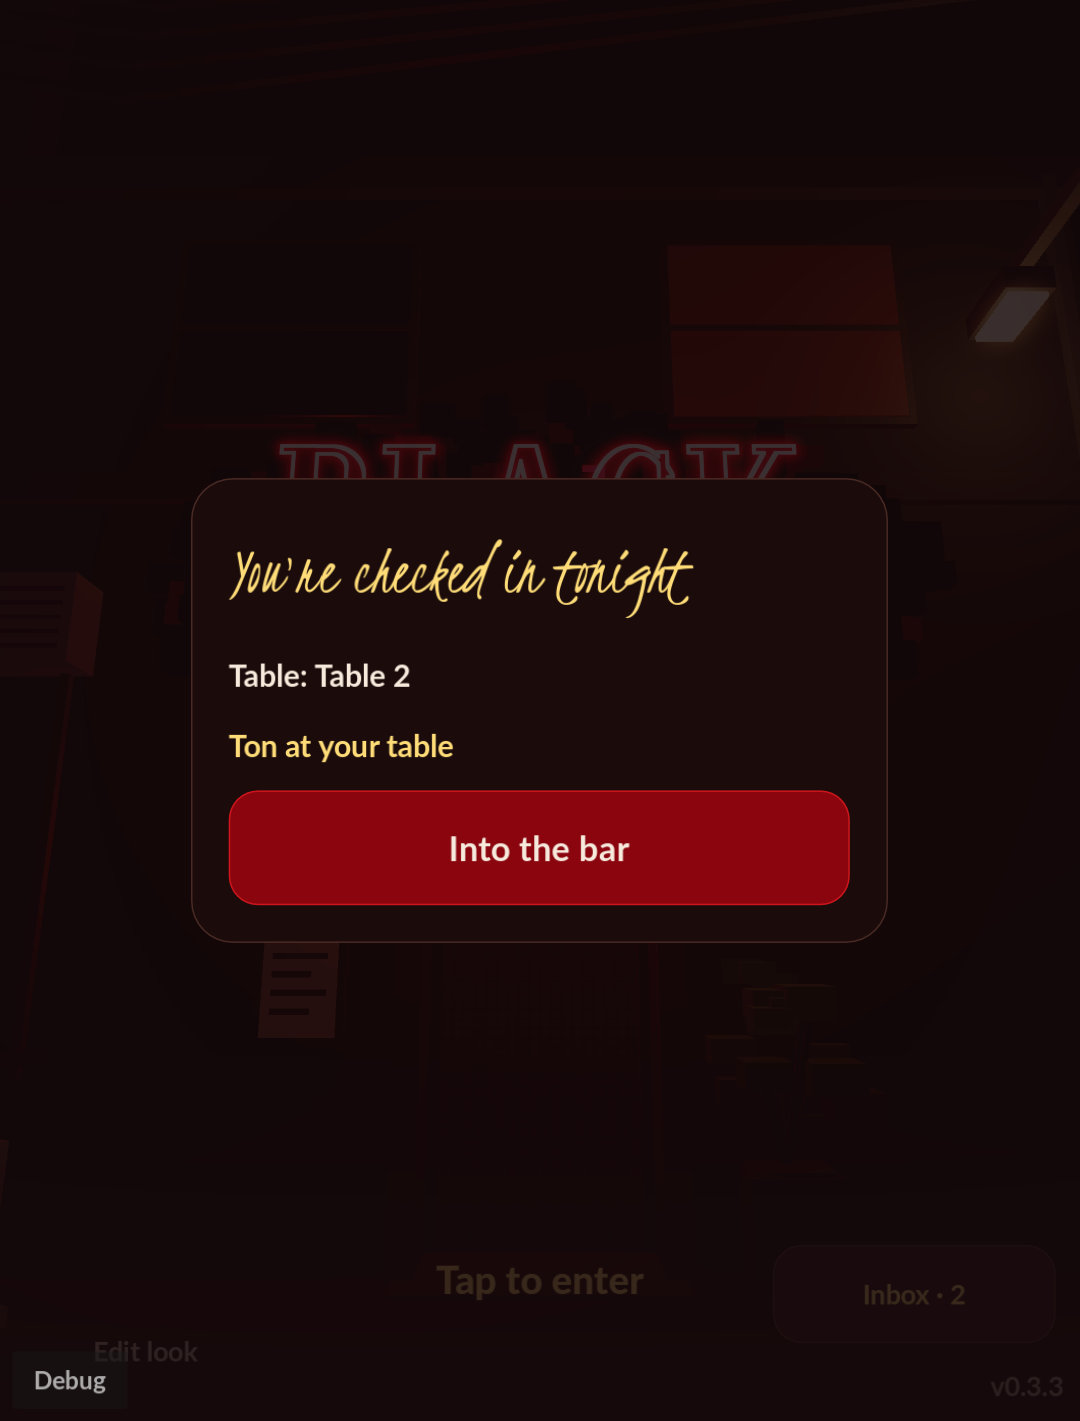 BLACK
You're checked in tonight
Table: Table 2
Ton at your table
Into the bar
Tap to enter
Inbox · 2
Edit look
Debug
v0.3.3